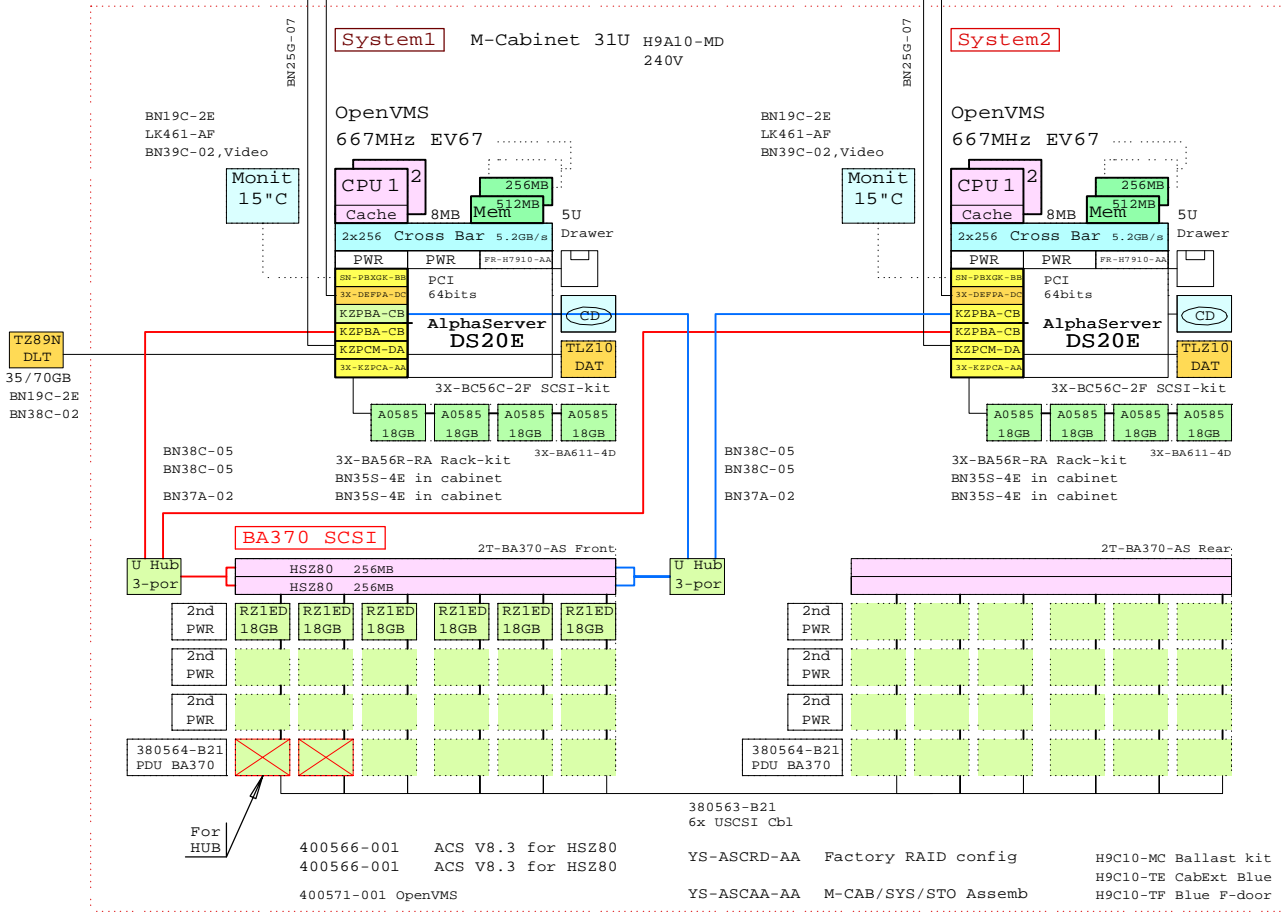 System1
M-Cabinet 31U H9A10-MD
240V
System2
BN25G-07
BN25G-07
BN19C-2E
LK461-AF
BN39C-02,Video
OpenVMS
667MHz EV67
Monit
15"C
CPU 1
2
Cache
8MB
Mem
256MB
512MB
5U
Drawer
2x256 Cross Bar 5.2GB/s
PWR
PWR
FR-H7910-AA
SN-PBXGK-BB
3X-DEFPA-DC
KZPBA-CB
KZPBA-CB
KZPCM-DA
3X-KZPCA-AA
PCI
64bits
AlphaServer
DS20E
CD
TLZ10
DAT
3X-BC56C-2F SCSI-kit
A0585
18GB
A0585
18GB
A0585
18GB
A0585
18GB
3X-BA611-4D
3X-BA56R-RA Rack-kit
BN35S-4E in cabinet
BN35S-4E in cabinet
TZ89N
DLT
35/70GB
BN19C-2E
BN38C-02
BN38C-05
BN38C-05
BN37A-02
BN19C-2E
LK461-AF
BN39C-02,Video
OpenVMS
667MHz EV67
Monit
15"C
CPU 1
2
Cache
8MB
Mem
256MB
512MB
5U
Drawer
2x256 Cross Bar 5.2GB/s
PWR
PWR
FR-H7910-AA
SN-PBXGK-BB
3X-DEFPA-DC
KZPBA-CB
KZPBA-CB
KZPCM-DA
3X-KZPCA-AA
PCI
64bits
AlphaServer
DS20E
CD
TLZ10
DAT
3X-BC56C-2F SCSI-kit
A0585
18GB
A0585
18GB
A0585
18GB
A0585
18GB
3X-BA611-4D
3X-BA56R-RA Rack-kit
BN35S-4E in cabinet
BN35S-4E in cabinet
BN38C-05
BN38C-05
BN37A-02
BA370 SCSI
2T-BA370-AS Front
U Hub
3-por
HSZ80 256MB
HSZ80 256MB
U Hub
3-por
2T-BA370-AS Rear
2nd
PWR
RZ1ED
18GB
RZ1ED
18GB
RZ1ED
18GB
RZ1ED
18GB
RZ1ED
18GB
RZ1ED
18GB
2nd
PWR
2nd
PWR
380564-B21
PDU BA370
2nd
PWR
2nd
PWR
2nd
PWR
380564-B21
PDU BA370
For
HUB
380563-B21
6x USCSI Cbl
400566-001 ACS V8.3 for HSZ80
400566-001 ACS V8.3 for HSZ80
400571-001 OpenVMS
YS-ASCRD-AA Factory RAID config
YS-ASCAA-AA M-CAB/SYS/STO Assemb
H9C10-MC Ballast kit
H9C10-TE CabExt Blue
H9C10-TF Blue F-door